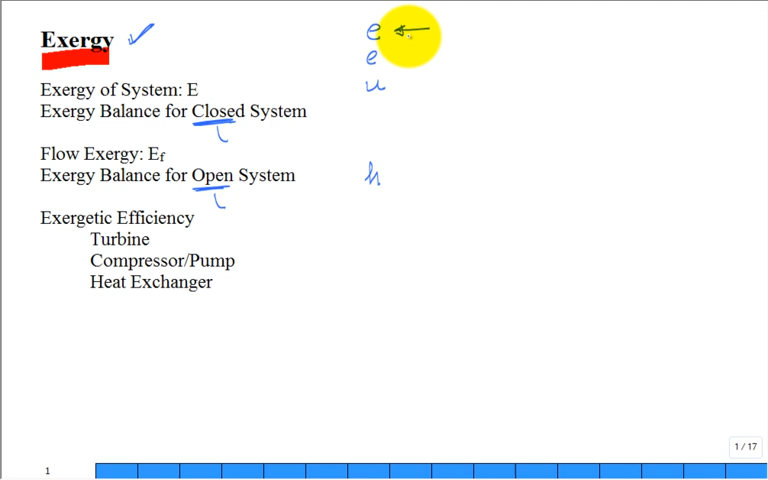 Exergy
e
e
Exergy of System: E
u
Exergy Balance for Closed System
Flow Exergy: Ef
Exergy Balance for Open System
h
Exergetic Efficiency
Turbine
Compressor/Pump
Heat Exchanger
1 / 17
1